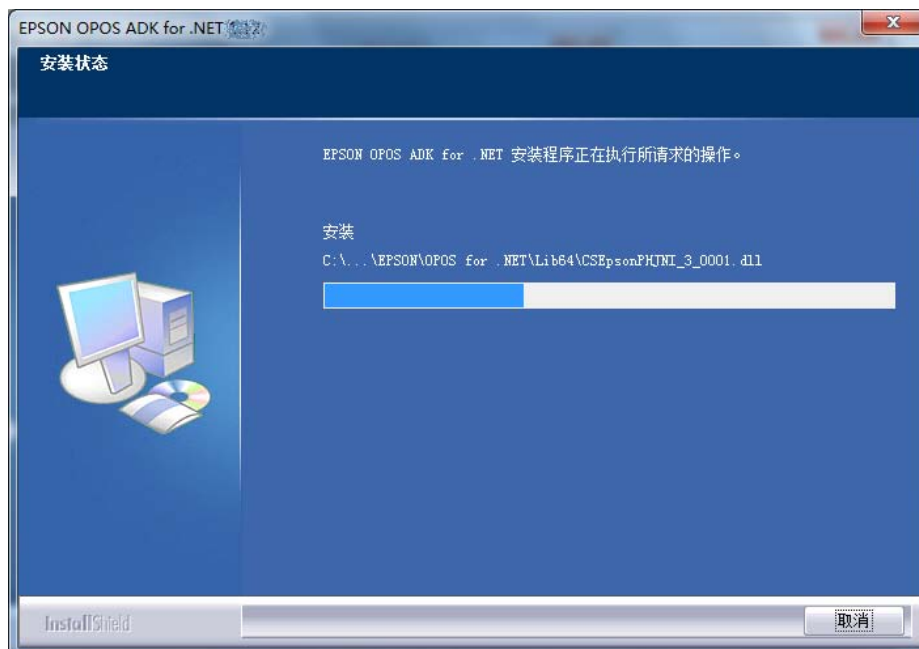 EPSON OPOS ADK for .NET
安装状态
EPSON OPOS ADK for .NET 安装程序正在执行所请求的操作。
安装
C:\...\EPSON\OPOS for .NET\Lib64\CSEpsonPHJNI_3_0001.dll
InstallShield
取消